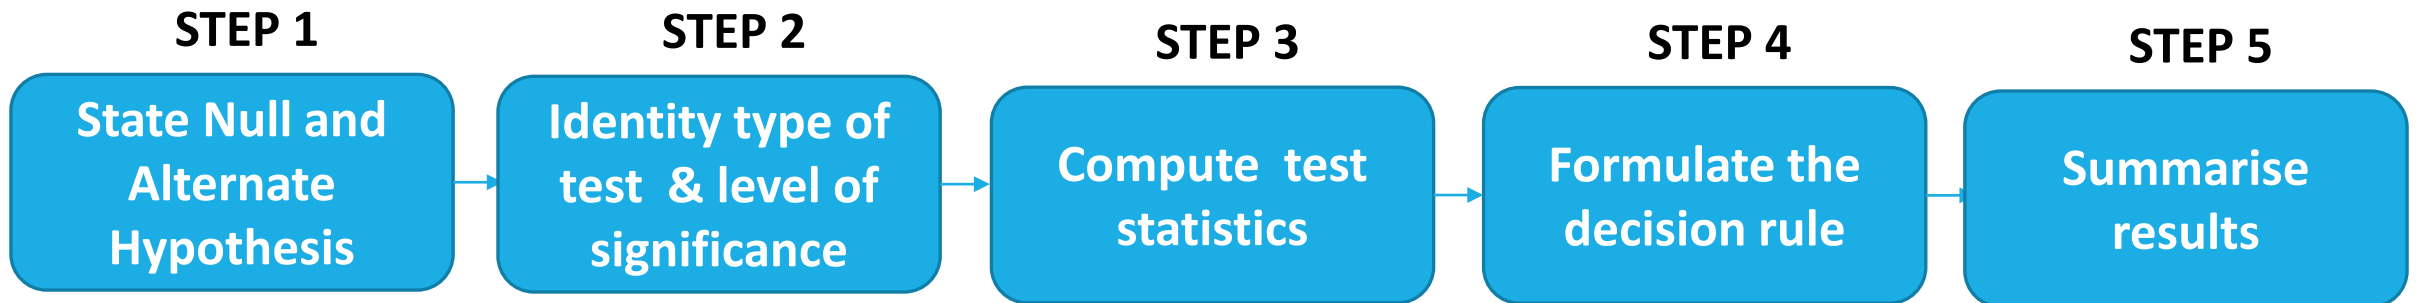 STEP 1
State Null and
Alternate
Hypothesis
STEP 2
Identity type of
test & level of
significance
STEP 3
Compute test
statistics
STEP 4
Formulate the
decision rule
STEP 5
Summarise
results